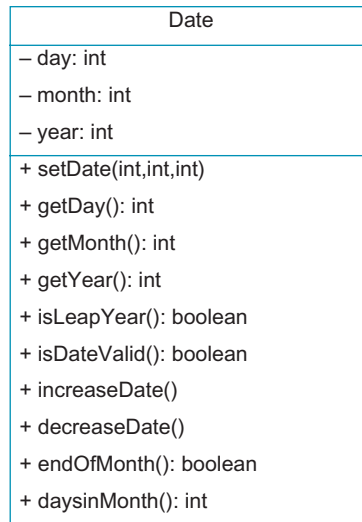 Date
– day: int
– month: int
– year: int
+ setDate(int,int,int)
+ getDay(): int
+ getMonth(): int
+ getYear(): int
+ isLeapYear(): boolean
+ isDateValid(): boolean
+ increaseDate()
+ decreaseDate()
+ endOfMonth(): boolean
+ daysinMonth(): int